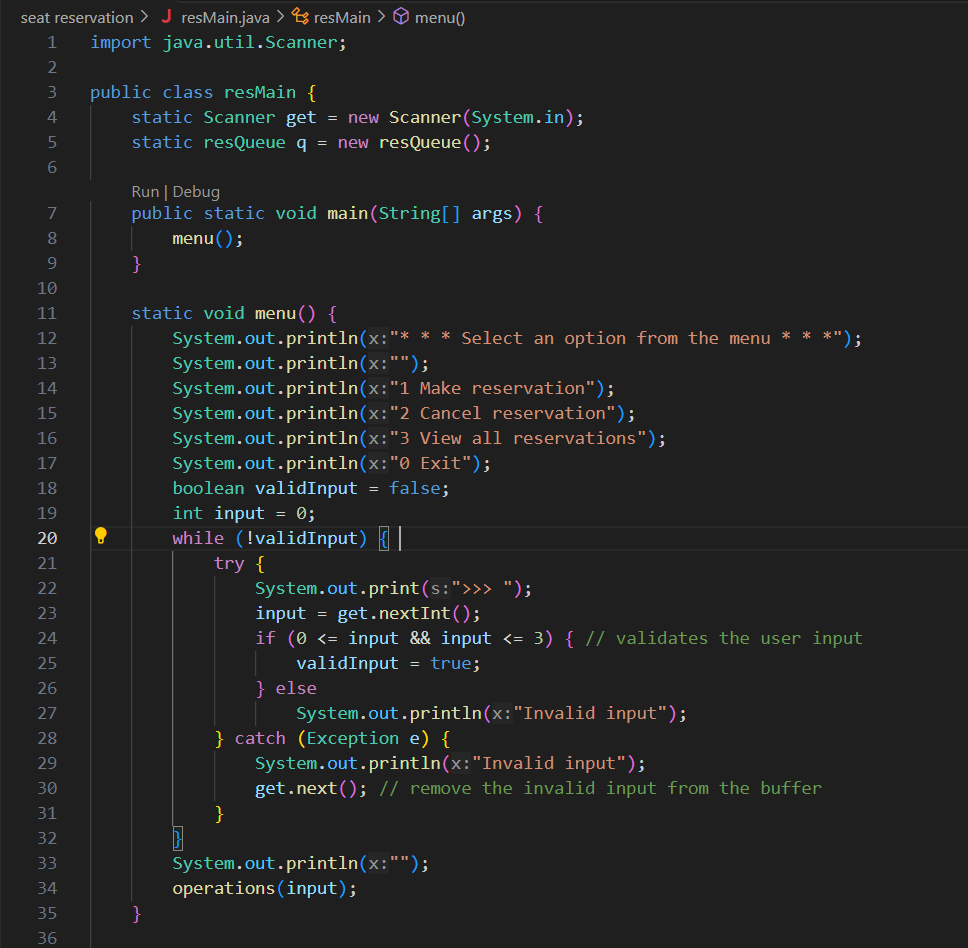 seat reservation > J resMain.java > resMain > menu()
1 import java.util.Scanner;
2
3 public class resMain {
4     static Scanner get = new Scanner(System.in);
5     static resQueue q = new resQueue();
6
Run | Debug
7     public static void main(String[] args) {
8         menu();
9     }
10
11     static void menu() {
12         System.out.println(x:"* * * Select an option from the menu * * *");
13         System.out.println(x:"");
14         System.out.println(x:"1 Make reservation");
15         System.out.println(x:"2 Cancel reservation");
16         System.out.println(x:"3 View all reservations");
17         System.out.println(x:"0 Exit");
18         boolean validInput = false;
19         int input = 0;
20         while (!validInput) {
21             try {
22                 System.out.print(s:">>> ");
23                 input = get.nextInt();
24                 if (0 <= input && input <= 3) { // validates the user input
25                     validInput = true;
26                 } else
27                     System.out.println(x:"Invalid input");
28             } catch (Exception e) {
29                 System.out.println(x:"Invalid input");
30                 get.next(); // remove the invalid input from the buffer
31             }
32         }
33         System.out.println(x:"");
34         operations(input);
35     }
36